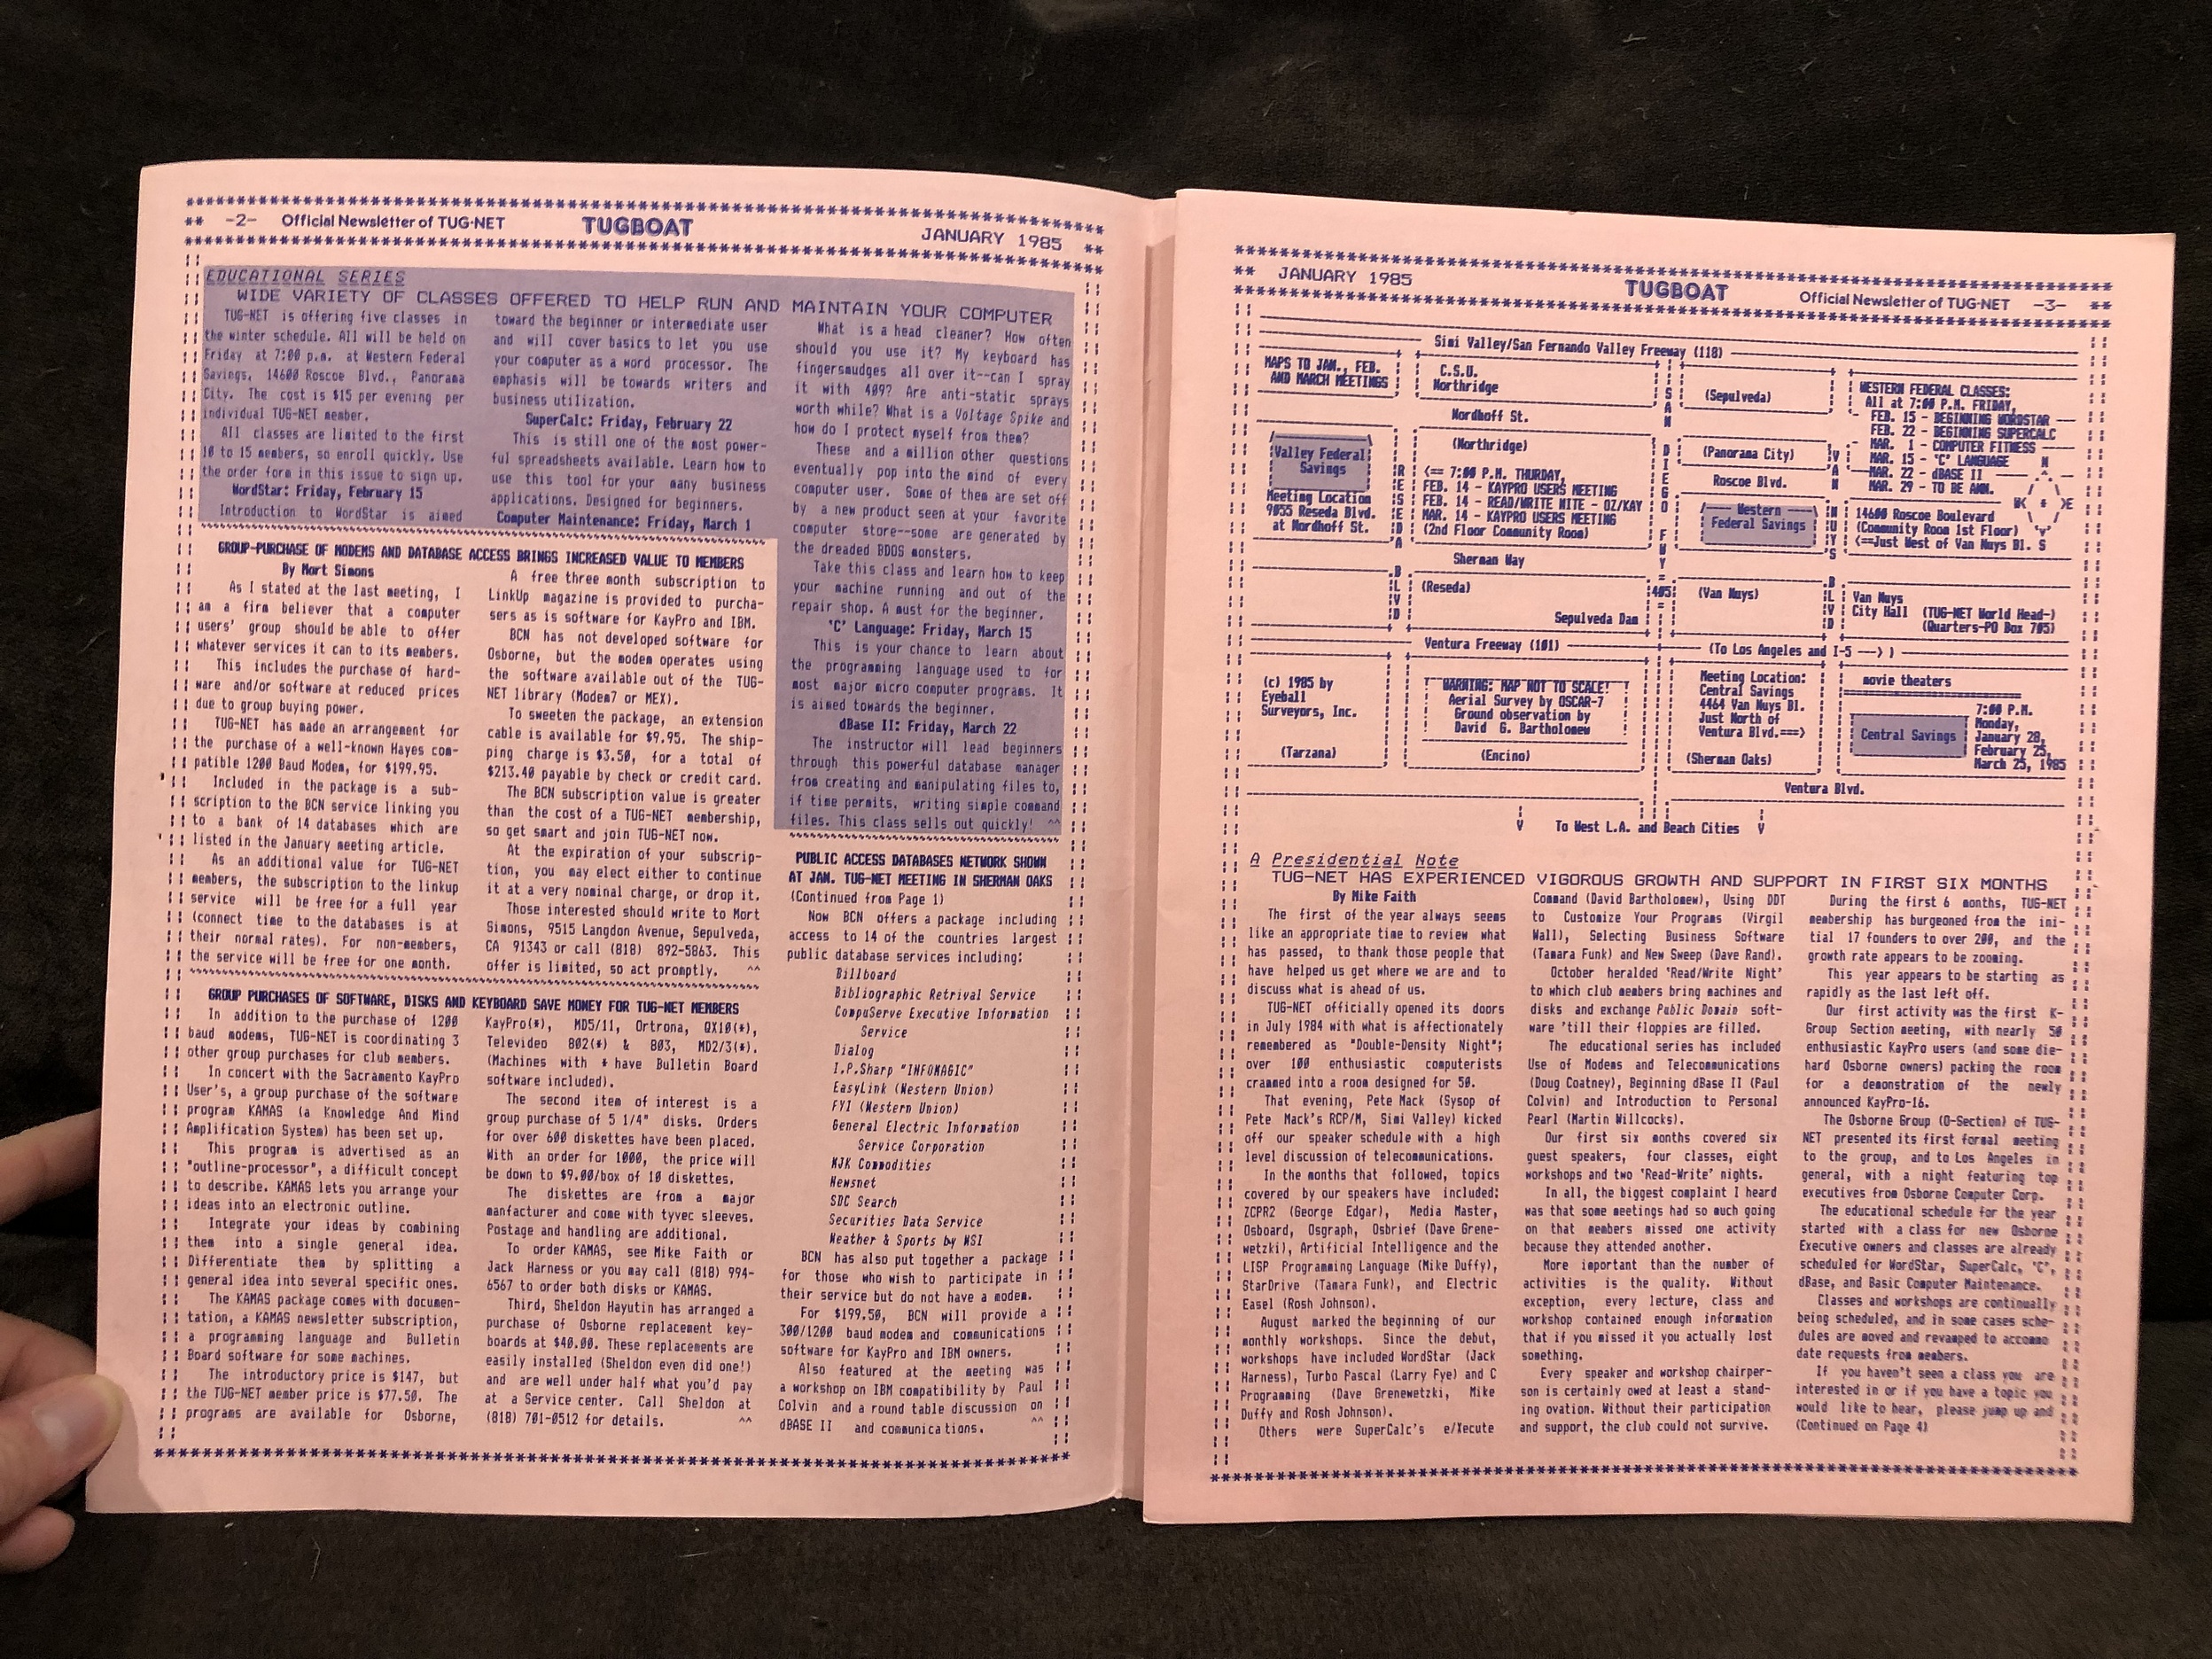 -2- Official Newsletter of TUG-NET TUGBOAT JANUARY 1985
EDUCATIONAL SERIES
WIDE VARIETY OF CLASSES OFFERED TO HELP RUN AND MAINTAIN YOUR COMPUTER
TUG-NET is offering five classes in
the winter schedule. All will be held on
Friday at 7:00 p.m. at Western Federal
Savings, 14600 Roscoe Blvd., Panorama
City. The cost is $15 per evening per
individual TUG-NET member.
All classes are limited to the first
10 to 15 members, so enroll quickly. Use
the order form in this issue to sign up.
WordStar: Friday, February 15
Introduction to WordStar is aimed
toward the beginner or intermediate user
and will cover basics to let you use
your computer as a word processor. The
emphasis will be towards writers and
business utilization.
SuperCalc: Friday, February 22
This is still one of the most power-
ful spreadsheets available. Learn how to
use this tool for your many business
applications. Designed for beginners.
Computer Maintenance: Friday, March 1
What is a head cleaner? How often
should you use it? My keyboard has
fingersmudges all over it--can I spray
it with 409? Are anti-static sprays
worth while? What is a Voltage Spike and
how do I protect myself from them?
These and a million other questions
eventually pop into the mind of every
computer user. Some of them are set off
by a new product seen at your favorite
computer store--some are generated by
the dreaded BDOS monsters.
Take this class and learn how to keep
your machine running and out of the
repair shop. A must for the beginner.
'C' Language: Friday, March 15
This is your chance to learn about
the programming language used to for
most major micro computer programs. It
is aimed towards the beginner.
dBase II: Friday, March 22
The instructor will lead beginners
through this powerful database manager
from creating and manipulating files to,
if time permits, writing simple command
files. This class sells out quickly! ^^
GROUP-PURCHASE OF MODEMS AND DATABASE ACCESS BRINGS INCREASED VALUE TO MEMBERS
By Mort Simons
As I stated at the last meeting, I
am a firm believer that a computer
users' group should be able to offer
whatever services it can to its members.
This includes the purchase of hard-
ware and/or software at reduced prices
due to group buying power.
TUG-NET has made an arrangement for
the purchase of a well-known Hayes com-
patible 1200 Baud Modem, for $199.95.
Included in the package is a sub-
scription to the BCN service linking you
to a bank of 14 databases which are
listed in the January meeting article.
As an additional value for TUG-NET
members, the subscription to the linkup
service will be free for a full year
(connect time to the databases is at
their normal rates). For non-members,
the service will be free for one month.
A free three month subscription to
LinkUp magazine is provided to purcha-
sers as is software for KayPro and IBM.
BCN has not developed software for
Osborne, but the modem operates using
the software available out of the TUG-
NET library (Modem7 or MEX).
To sweeten the package, an extension
cable is available for $9.95. The ship-
ping charge is $3.50, for a total of
$213.40 payable by check or credit card.
The BCN subscription value is greater
than the cost of a TUG-NET membership,
so get smart and join TUG-NET now.
At the expiration of your subscrip-
tion, you may elect either to continue
it at a very nominal charge, or drop it.
Those interested should write to Mort
Simons, 9515 Langdon Avenue, Sepulveda,
CA 91343 or call (818) 892-5863. This
offer is limited, so act promptly. ^^
GROUP PURCHASES OF SOFTWARE, DISKS AND KEYBOARD SAVE MONEY FOR TUG-NET MEMBERS
In addition to the purchase of 1200
baud modems, TUG-NET is coordinating 3
other group purchases for club members.
In concert with the Sacramento KayPro
User's, a group purchase of the software
program KAMAS (a Knowledge And Mind
Amplification System) has been set up.
This program is advertised as an
"outline-processor", a difficult concept
to describe. KAMAS lets you arrange your
ideas into an electronic outline.
Integrate your ideas by combining
them into a single general idea.
Differentiate them by splitting a
general idea into several specific ones.
The KAMAS package comes with documen-
tation, a KAMAS newsletter subscription,
a programming language and Bulletin
Board software for some machines.
The introductory price is $147, but
the TUG-NET member price is $77.50. The
programs are available for Osborne,
KayPro(*), MD5/11, Ortrona, QX10(*),
Televideo 802(*) & 803, MD2/3(*).
(Machines with * have Bulletin Board
software included).
The second item of interest is a
group purchase of 5 1/4" disks. Orders
for over 600 diskettes have been placed.
With an order for 1000, the price will
be down to $9.00/box of 10 diskettes.
The diskettes are from a major
manfacturer and come with tyvec sleeves.
Postage and handling are additional.
To order KAMAS, see Mike Faith or
Jack Harness or you may call (818) 994-
6567 to order both disks or KAMAS.
Third, Sheldon Hayutin has arranged a
purchase of Osborne replacement key-
boards at $40.00. These replacements are
easily installed (Sheldon even did one!)
and are well under half what you'd pay
at a Service center. Call Sheldon at
(818) 701-0512 for details. ^^
PUBLIC ACCESS DATABASES NETWORK SHOWN
AT JAN. TUG-NET MEETING IN SHERMAN OAKS
(Continued from Page 1)
Now BCN offers a package including
access to 14 of the countries largest
public database services including:
Billboard
Bibliographic Retrival Service
CompuServe Executive Information
Service
Dialog
I.P.Sharp "INFOMAGIC"
EasyLink (Western Union)
FYI (Western Union)
General Electric Information
Service Corporation
MJK Commodities
Newsnet
SDC Search
Securities Data Service
Weather & Sports by WSI
BCN has also put together a package
for those who wish to participate in
their service but do not have a modem.
For $199.50, BCN will provide a
300/1200 baud modem and communications
software for KayPro and IBM owners.
Also featured at the meeting was
a workshop on IBM compatibility by Paul
Colvin and a round table discussion on
dBASE II and communications. ^^
JANUARY 1985 TUGBOAT Official Newsletter of TUG-NET -3-
Simi Valley/San Fernando Valley Freeway (118)
MAPS TO JAN., FEB.
AND MARCH MEETINGS
C.S.U.
Northridge
(Sepulveda)
Nordhoff St.
WESTERN FEDERAL CLASSES:
All at 7:00 P.M. FRIDAY,
FEB. 15 - BEGINNING WORDSTAR
FEB. 22 - BEGINNING SUPERCALC
MAR. 1 - COMPUTER FITNESS
MAR. 15 - 'C' LANGUAGE
MAR. 22 - dBASE II
MAR. 29 - TO BE ANN.
N
W E
S
Valley Federal
Savings
Meeting Location
9055 Reseda Blvd.
at Nordhoff St.
RESEDA BLVD
(Northridge)
<== 7:00 P.M. THURDAY,
FEB. 14 - KAYPRO USERS MEETING
FEB. 14 - READ/WRITE NITE - OZ/KAY
MAR. 14 - KAYPRO USERS MEETING
(2nd Floor Community Room)
SAN DIEGO FWY
405
(Panorama City)
Roscoe Blvd.
Western
Federal Savings
VAN NUYS BLVD
14600 Roscoe Boulevard
(Community Room 1st Floor)
(==Just West of Van Nuys Bl.
Sherman Way
(Reseda)
Sepulveda Dam
(Van Nuys)
Van Nuys
City Hall (TUG-NET World Head-)
(Quarters-PO Box 705)
Ventura Freeway (101)
(To Los Angeles and I-5 --->)
(c) 1985 by
Eyeball
Surveyors, Inc.
(Tarzana)
WARNING: MAP NOT TO SCALE!
Aerial Survey by OSCAR-7
Ground observation by
David G. Bartholomew
(Encino)
Meeting Location:
Central Savings
4464 Van Nuys Bl.
Just North of
Ventura Blvd.===>
(Sherman Oaks)
movie theaters
Central Savings
7:00 P.M.
Monday,
January 28,
February 25,
March 25, 1985
Ventura Blvd.
V To West L.A. and Beach Cities V
A Presidential Note
TUG-NET HAS EXPERIENCED VIGOROUS GROWTH AND SUPPORT IN FIRST SIX MONTHS
By Mike Faith
The first of the year always seems
like an appropriate time to review what
has passed, to thank those people that
have helped us get where we are and to
discuss what is ahead of us.
TUG-NET officially opened its doors
in July 1984 with what is affectionately
remembered as "Double-Density Night";
over 100 enthusiastic computerists
crammed into a room designed for 50.
That evening, Pete Mack (Sysop of
Pete Mack's RCP/M, Simi Valley) kicked
off our speaker schedule with a high
level discussion of telecommunications.
In the months that followed, topics
covered by our speakers have included:
ZCPR2 (George Edgar), Media Master,
Osboard, Osgraph, Osbrief (Dave Grene-
wetzki), Artificial Intelligence and the
LISP Programming Language (Mike Duffy),
StarDrive (Tamara Funk), and Electric
Easel (Rosh Johnson).
August marked the beginning of our
monthly workshops. Since the debut,
workshops have included WordStar (Jack
Harness), Turbo Pascal (Larry Fye) and C
Programming (Dave Grenewetzki, Mike
Duffy and Rosh Johnson).
Others were SuperCalc's e/Xecute
Command (David Bartholomew), Using DDT
to Customize Your Programs (Virgil
Wall), Selecting Business Software
(Tamara Funk) and New Sweep (Dave Rand).
October heralded 'Read/Write Night'
to which club members bring machines and
disks and exchange Public Domain soft-
ware 'till their floppies are filled.
The educational series has included
Use of Modems and Telecommunications
(Doug Coatney), Beginning dBase II (Paul
Colvin) and Introduction to Personal
Pearl (Martin Willcocks).
Our first six months covered six
guest speakers, four classes, eight
workshops and two 'Read-Write' nights.
In all, the biggest complaint I heard
was that some meetings had so much going
on that members missed one activity
because they attended another.
More important than the number of
activities is the quality. Without
exception, every lecture, class and
workshop contained enough information
that if you missed it you actually lost
something.
Every speaker and workshop chairper-
son is certainly owed at least a stand-
ing ovation. Without their participation
and support, the club could not survive.
During the first 6 months, TUG-NET
membership has burgeoned from the ini-
tial 17 founders to over 200, and the
growth rate appears to be zooming.
This year appears to be starting as
rapidly as the last left off.
Our first activity was the first K-
Group Section meeting, with nearly 50
enthusiastic KayPro users (and some die-
hard Osborne owners) packing the room
for a demonstration of the newly
announced KayPro-16.
The Osborne Group (O-Section) of TUG-
NET presented its first formal meeting
to the group, and to Los Angeles in
general, with a night featuring top
executives from Osborne Computer Corp.
The educational schedule for the year
started with a class for new Osborne
Executive owners and classes are already
scheduled for WordStar, SuperCalc, 'C',
dBase, and Basic Computer Maintenance.
Classes and workshops are continually
being scheduled, and in some cases sche-
dules are moved and revamped to accommo
date requests from members.
If you haven't seen a class you are
interested in or if you have a topic you
would like to hear, please jump up and
(Continued on Page 4)